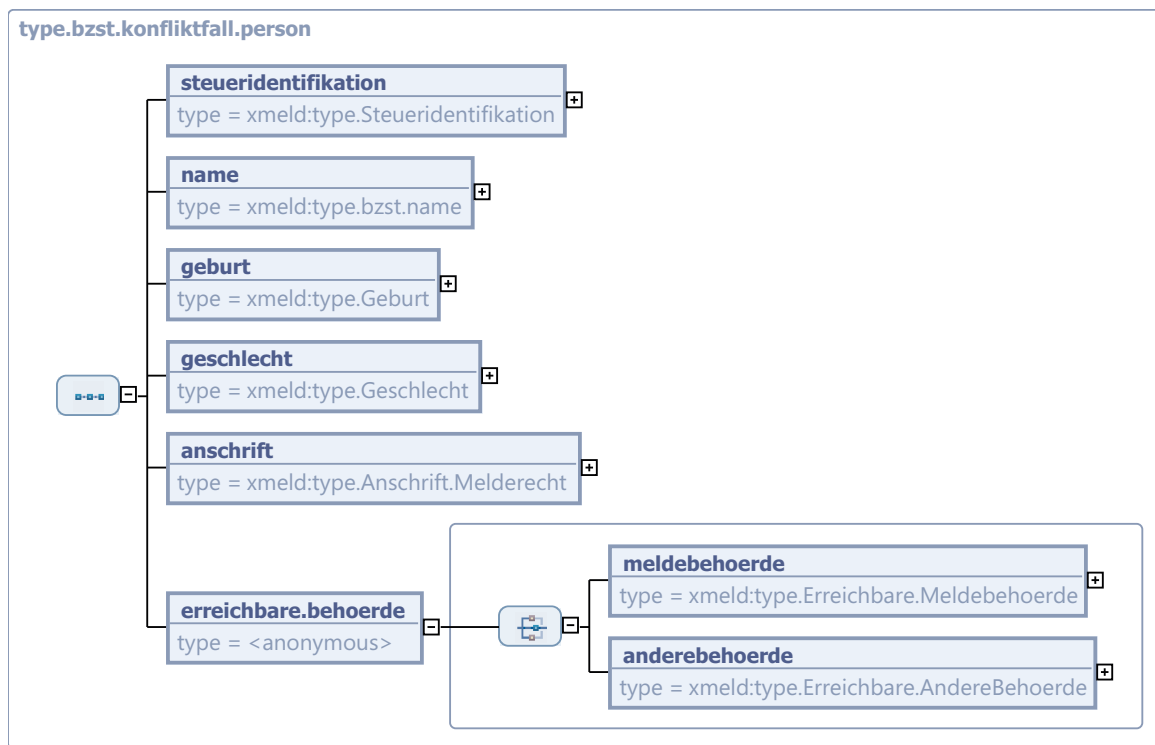 type.bzst.konfliktfall.person
steueridentifikation
type = xmeld:type.Steueridentifikation
name
type = xmeld:type.bzst.name
geburt
type = xmeld:type.Geburt
geschlecht
type = xmeld:type.Geschlecht
anschrift
type = xmeld:type.Anschrift.Melderecht
erreichbare.behoerde
type = <anonymous>
meldebehoerde
type = xmeld:type.Erreichbare.Meldebehoerde
anderebehoerde
type = xmeld:type.Erreichbare.AndereBehoerde